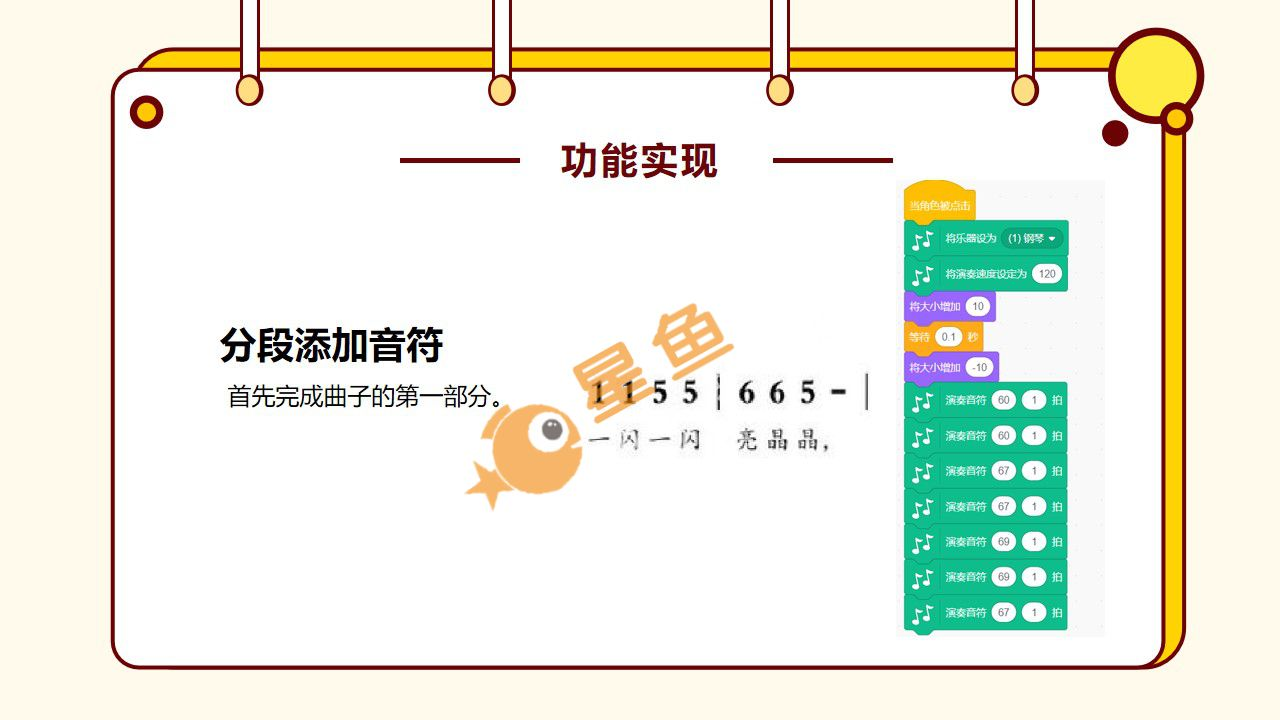 功能实现
分段添加音符
首先完成曲子的第一部分。
星鱼
1 1 5 5 ¦ 6 6 5 - |
一闪一闪 亮晶晶，
当角色被点击
将乐器设为 (1) 钢琴
将演奏速度设定为 120
将大小增加 10
等待 0.1 秒
将大小增加 -10
演奏音符 60 1 拍
演奏音符 60 1 拍
演奏音符 67 1 拍
演奏音符 67 1 拍
演奏音符 69 1 拍
演奏音符 69 1 拍
演奏音符 67 1 拍